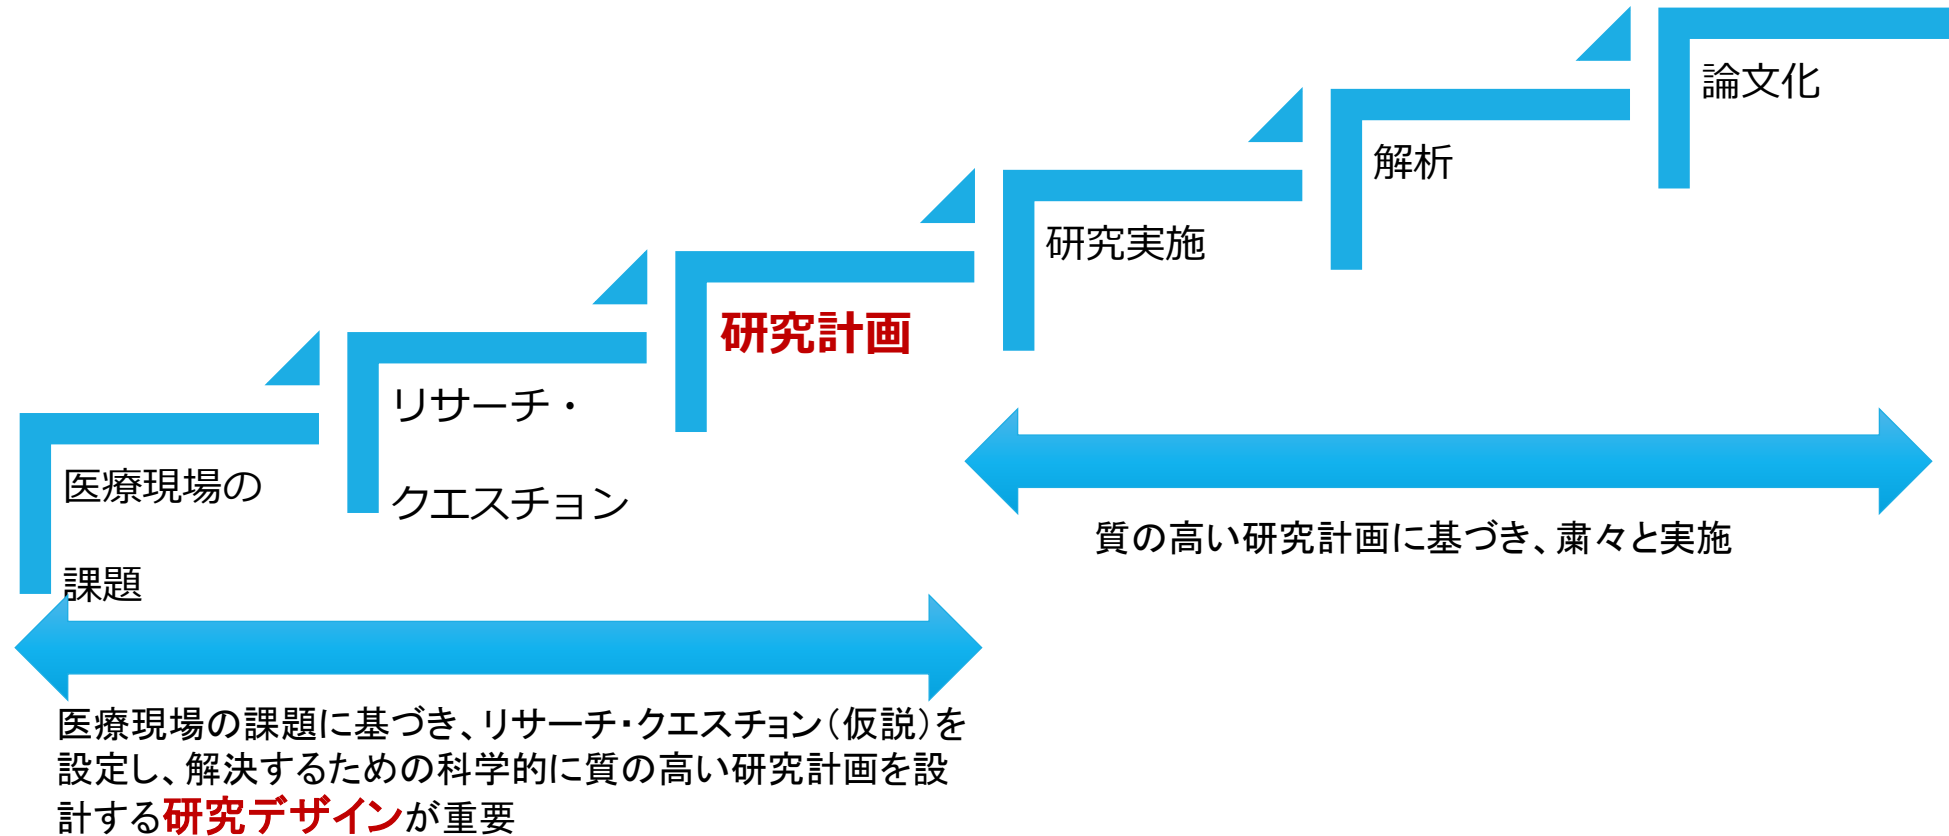 医療現場の
課題
リサーチ・
クエスチョン
研究計画
研究実施
解析
論文化
医療現場の課題に基づき、リサーチ・クエスチョン（仮説）を
設定し、解決するための科学的に質の高い研究計画を設
計する研究デザインが重要
質の高い研究計画に基づき、粛々と実施